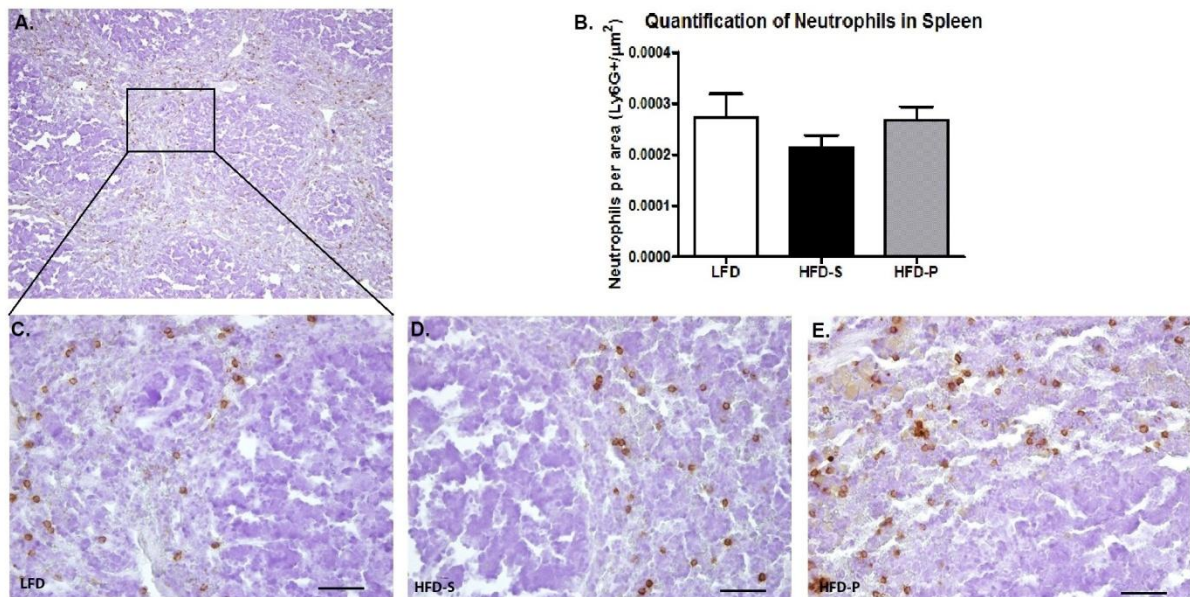 A.
B. Quantification of Neutrophils in Spleen
Neutrophils per area (Ly6G+/μm²)
0.0004
0.0003
0.0002
0.0001
0.0000
LFD HFD-S HFD-P
C.
D.
E.
LFD
HFD-S
HFD-P